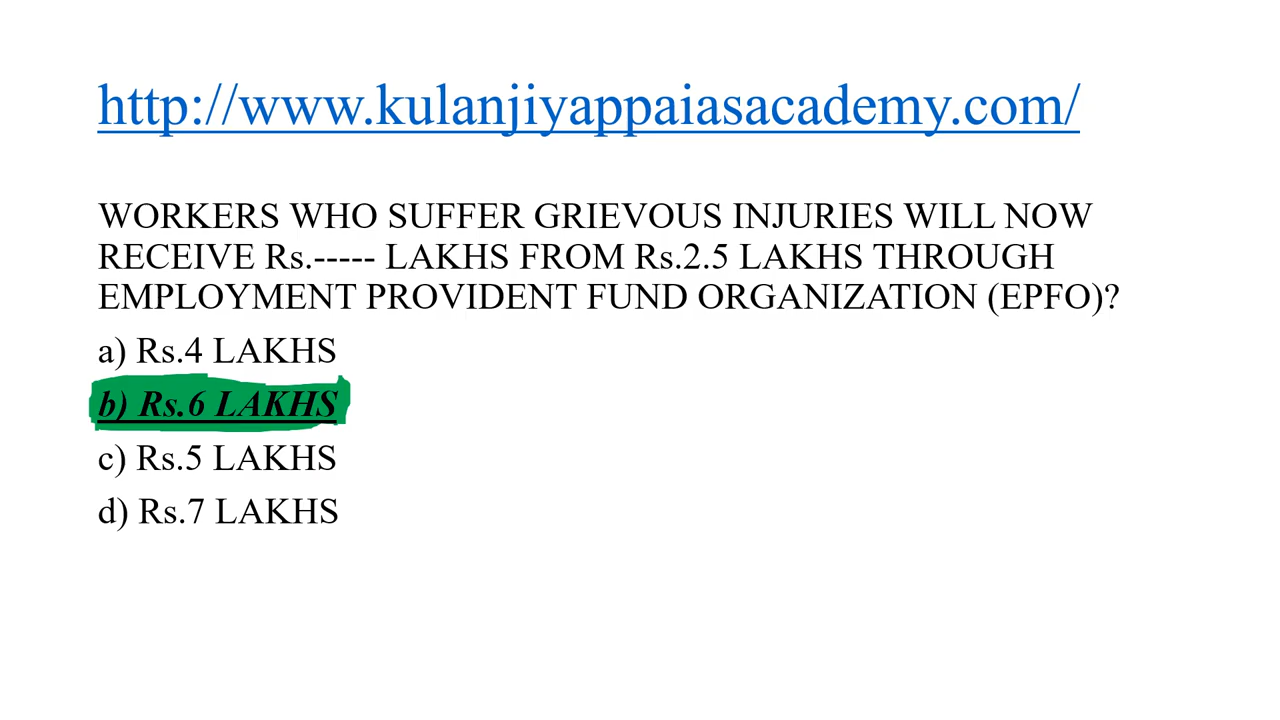 http://www.kulanjiyappaiasacademy.com/
WORKERS WHO SUFFER GRIEVOUS INJURIES WILL NOW
RECEIVE Rs.----- LAKHS FROM Rs.2.5 LAKHS THROUGH
EMPLOYMENT PROVIDENT FUND ORGANIZATION (EPFO)?
a) Rs.4 LAKHS
b) Rs.6 LAKHS
c) Rs.5 LAKHS
d) Rs.7 LAKHS